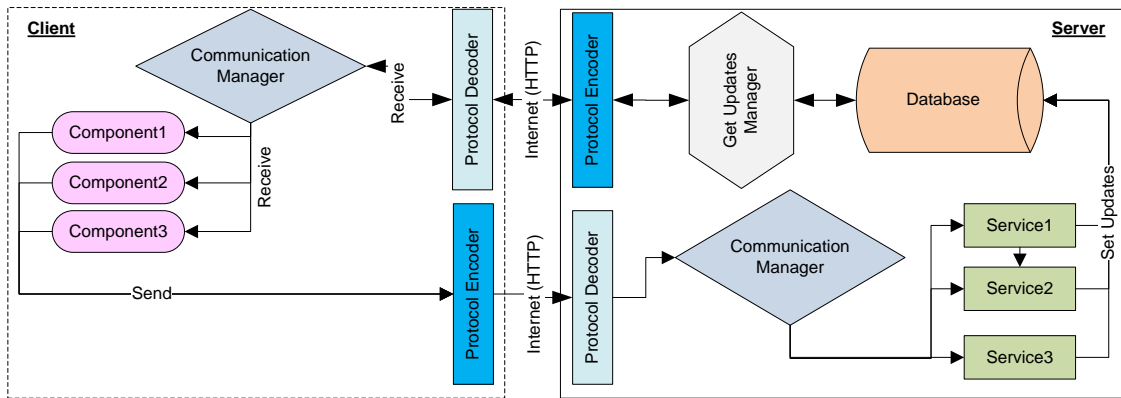 Client
Communication
Manager
Receive
Protocol Decoder
Internet (HTTP)
Component1
Component2
Component3
Receive
Send
Protocol Encoder
Internet (HTTP)
Server
Protocol Encoder
Get Updates
Manager
Database
Protocol Decoder
Communication
Manager
Service1
Service2
Service3
Set Updates